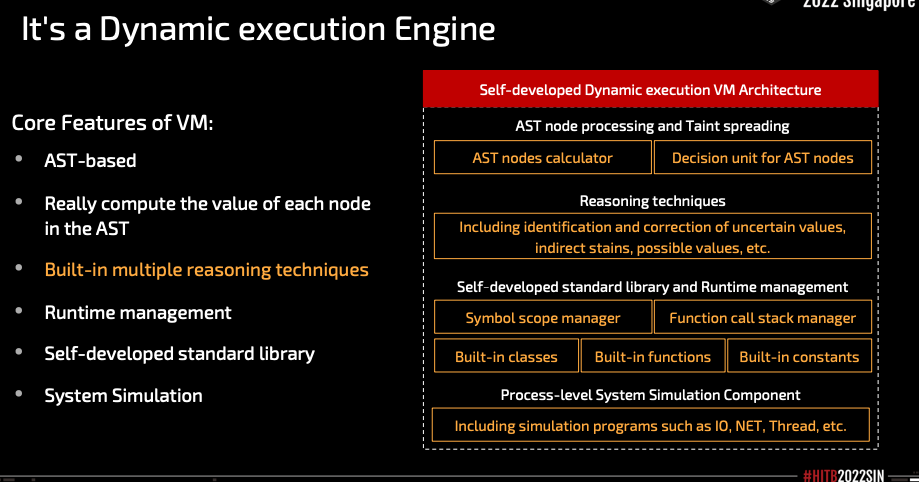 2022 Singapore
It's a Dynamic execution Engine
Core Features of VM:
• AST-based
• Really compute the value of each node
in the AST
• Built-in multiple reasoning techniques
• Runtime management
• Self-developed standard library
• System Simulation
Self-developed Dynamic execution VM Architecture
AST node processing and Taint spreading
AST nodes calculator
Decision unit for AST nodes
Reasoning techniques
Including identification and correction of uncertain values,
indirect stains, possible values, etc.
Self-developed standard library and Runtime management
Symbol scope manager
Function call stack manager
Built-in classes
Built-in functions
Built-in constants
Process-level System Simulation Component
Including simulation programs such as IO, NET, Thread, etc.
#HITB2022SIN